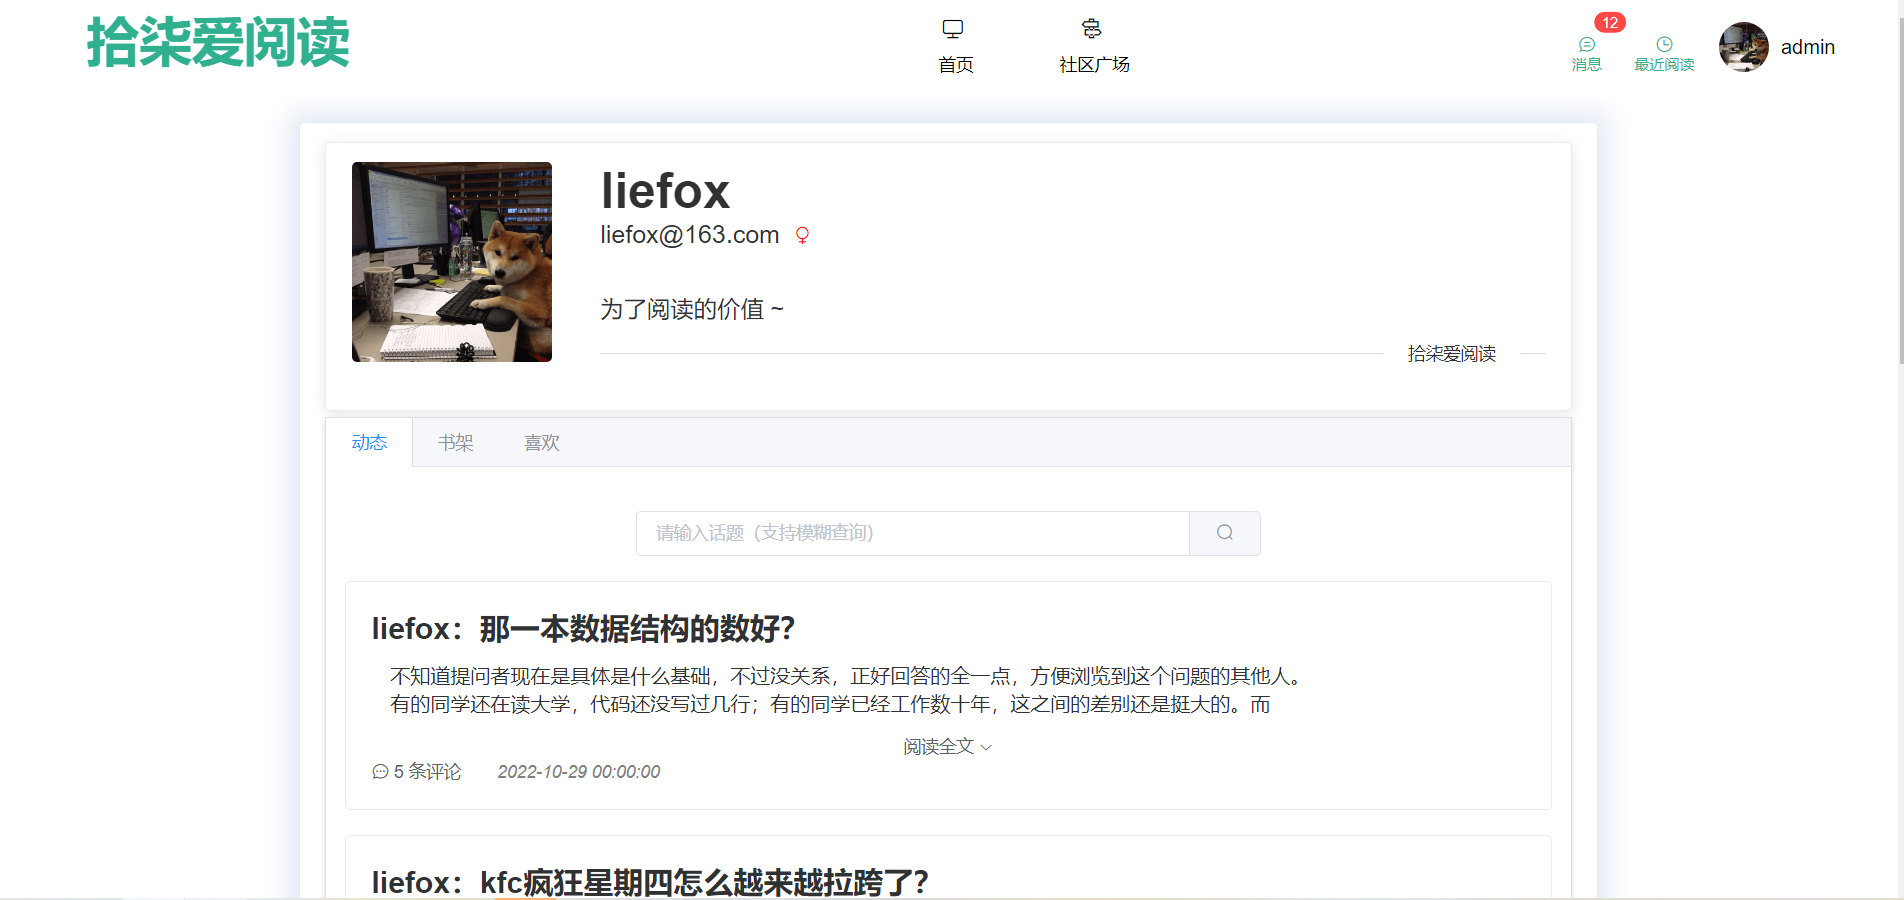 拾柒爱阅读
首页
社区广场
12
消息
最近阅读
admin
liefox
liefox@163.com
为了阅读的价值 ~
拾柒爱阅读
动态
书架
喜欢
请输入话题（支持模糊查询）
liefox：那一本数据结构的数好？
不知道提问者现在是具体是什么基础，不过没关系，正好回答的全一点，方便浏览到这个问题的其他人。
有的同学还在读大学，代码还没写过几行；有的同学已经工作数十年，这之间的差别还是挺大的。而
阅读全文
5 条评论
2022-10-29 00:00:00
liefox：kfc疯狂星期四怎么越来越拉跨了？